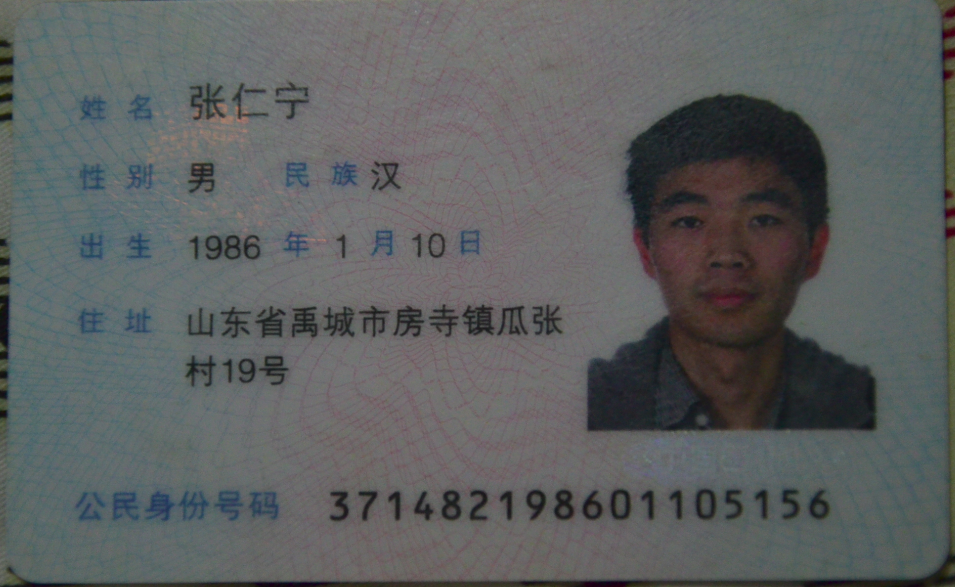 姓名 张仁宁
性别 男 民族 汉
出生 1986 年 1 月 10 日
住址 山东省禹城市房寺镇瓜张
村19号
公民身份号码 371482198601105156